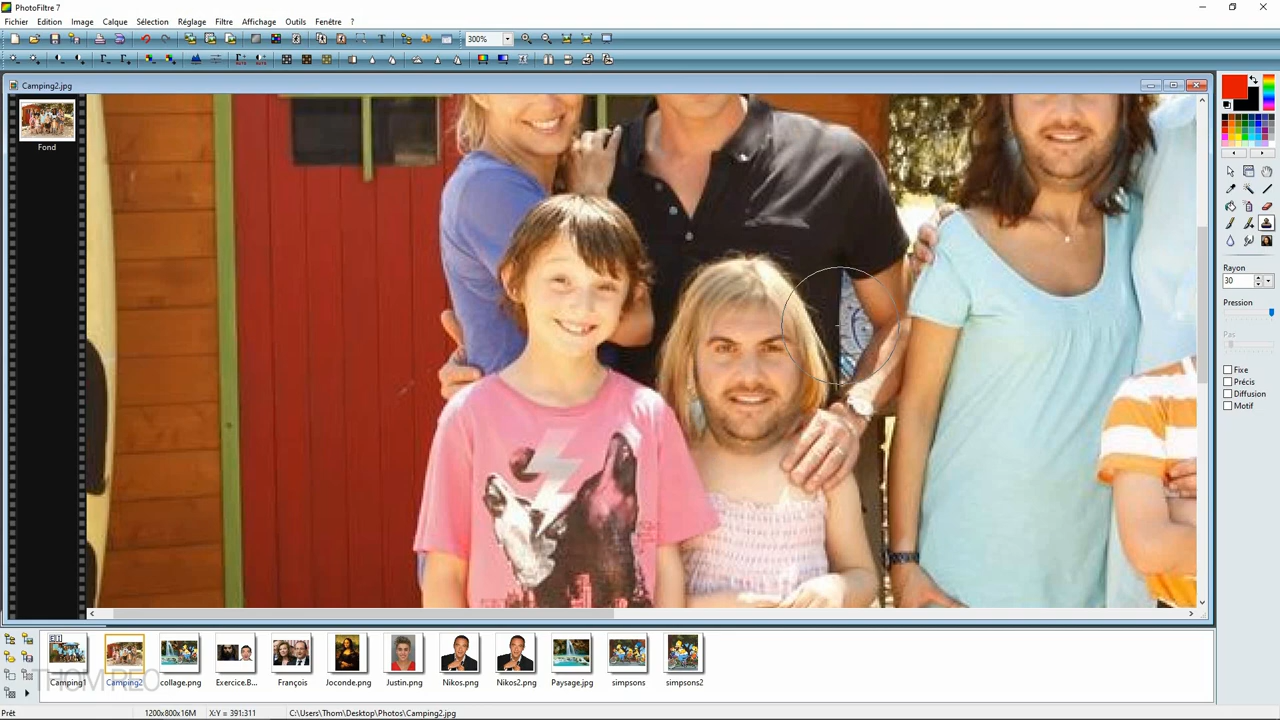 PhotoFiltre 7
Fichier Edition Image Calque Sélection Réglage Filtre Affichage Outils Fenêtre ?
300%
Camping2.jpg
Fond
Rayon
30
Pression
Pas
Fixe
Précis
Diffusion
Motif
Camping1 Camping2 collage.png Exercice.B... François Joconde.png Justin.png Nikos.png Nikos2.png Paysage.jpg simpsons simpsons2
THOM REO
Prêt 1200x800x16M X:Y = 391:311 C:\Users\Thom\Desktop\Photos\Camping2.jpg